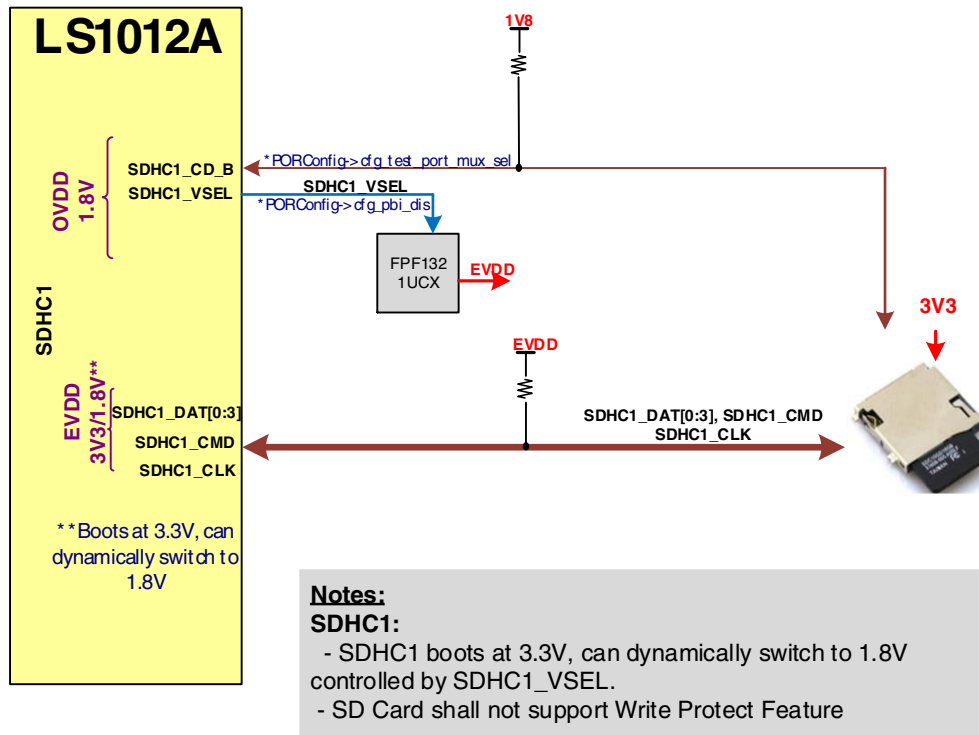 LS1012A
1V8
SDHC1_CD_B
*PORConfig->cfg_test_port_mux_sel
SDHC1_VSEL
SDHC1_VSEL
*PORConfig->cfg_pbi_dis
OVDD
1.8V
FPF132
1UCX
EVDD
SDHC1
3V3
EVDD
EVDD
3V3/1.8V**
SDHC1_DAT[0:3]
SDHC1_CMD
SDHC1_CLK
SDHC1_DAT[0:3], SDHC1_CMD
SDHC1_CLK
**Boots at 3.3V, can
dynamically switch to
1.8V
Notes:
SDHC1:
- SDHC1 boots at 3.3V, can dynamically switch to 1.8V
controlled by SDHC1_VSEL.
- SD Card shall not support Write Protect Feature